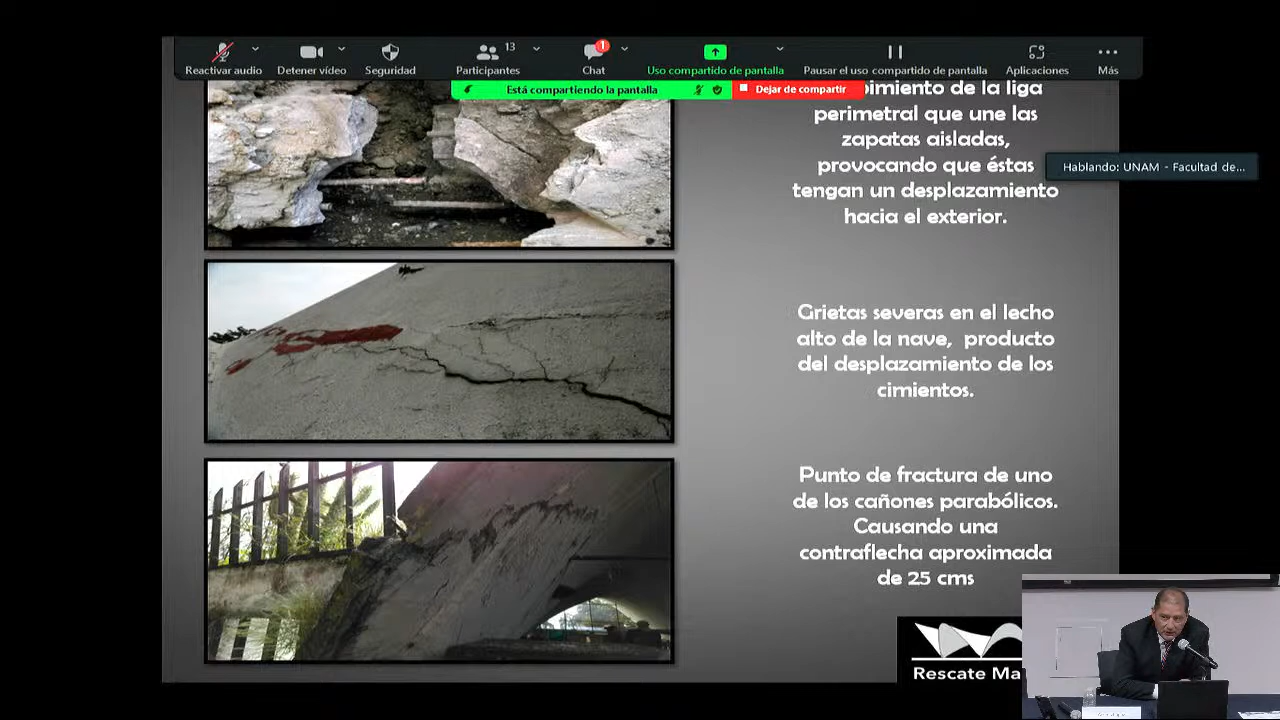 Reactivar audio
Detener vídeo
Seguridad
Participantes
13
Chat
1
Uso compartido de pantalla
Pausar el uso compartido de pantalla
Aplicaciones
Más
Está compartiendo la pantalla
Dejar de compartir
Hablando: UNAM - Facultad de...
de la liga
perimetral que une las
zapatas aisladas,
provocando que éstas
tengan un desplazamiento
hacia el exterior.
Grietas severas en el lecho
alto de la nave, producto
del desplazamiento de los
cimientos.
Punto de fractura de uno
de los cañones parabólicos.
Causando una
contraflecha aproximada
de 25 cms
Rescate Ma